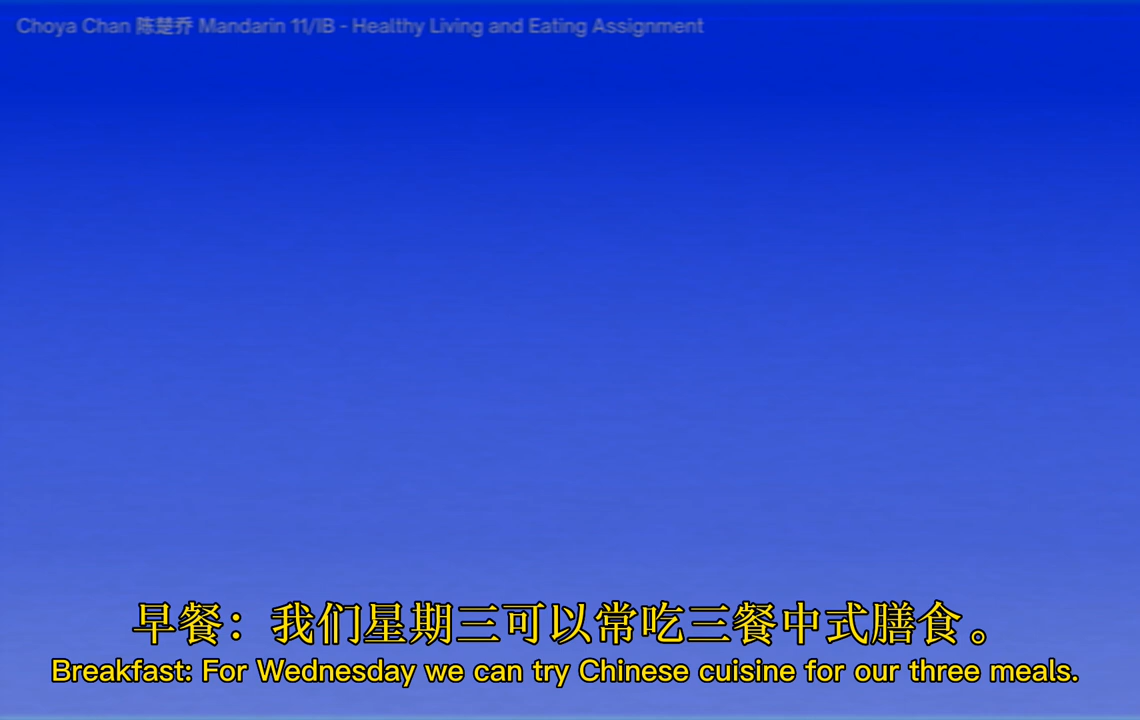 Choya Chan 陈楚乔 Mandarin 11/IB - Healthy Living and Eating Assignment
早餐：我们星期三可以常吃三餐中式膳食。
Breakfast: For Wednesday we can try Chinese cuisine for our three meals.